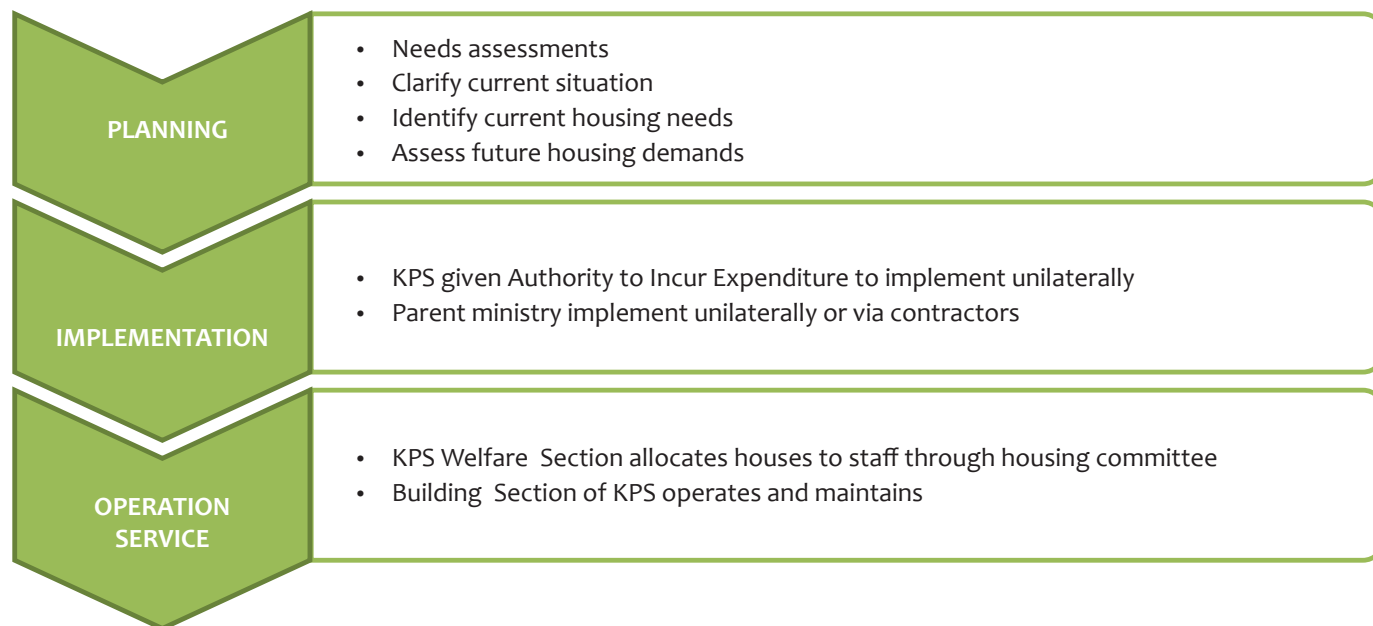 PLANNING
• Needs assessments
• Clarify current situation
• Identify current housing needs
• Assess future housing demands
IMPLEMENTATION
• KPS given Authority to Incur Expenditure to implement unilaterally
• Parent ministry implement unilaterally or via contractors
OPERATION
SERVICE
• KPS Welfare  Section allocates houses to staff through housing committee
• Building  Section of KPS operates and maintains